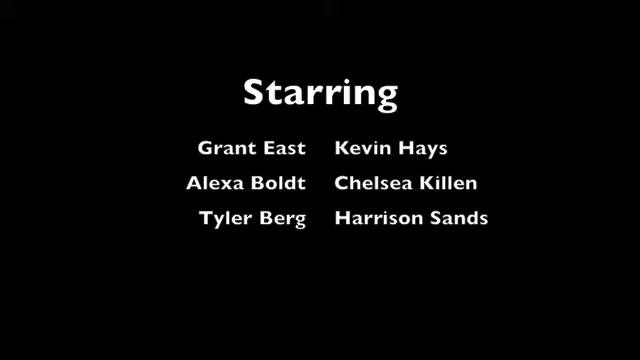 Starring
Grant East Kevin Hays
Alexa Boldt Chelsea Killen
Tyler Berg Harrison Sands